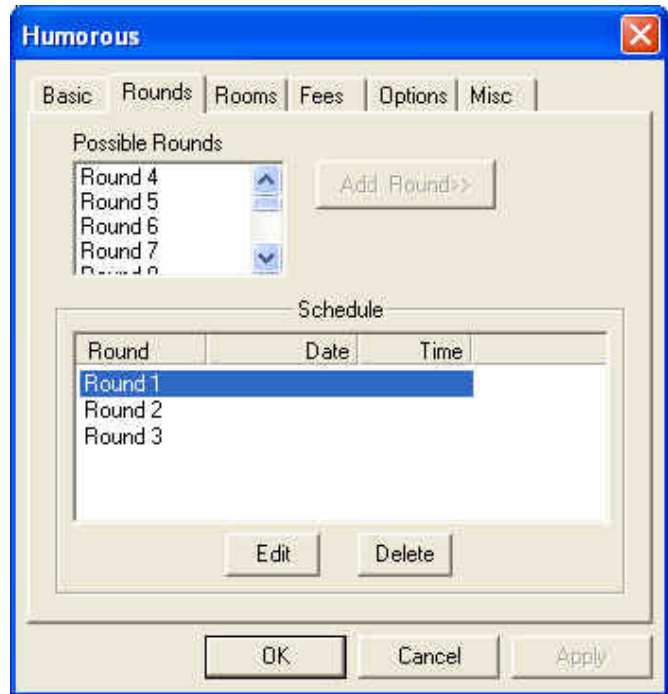 Humorous
Basic Rounds Rooms Fees Options Misc
Possible Rounds
Round 4
Add Round>>
Round 5
Round 6
Round 7
Schedule
Round Date Time
Round 1
Round 2
Round 3
Edit Delete
OK Cancel Apply